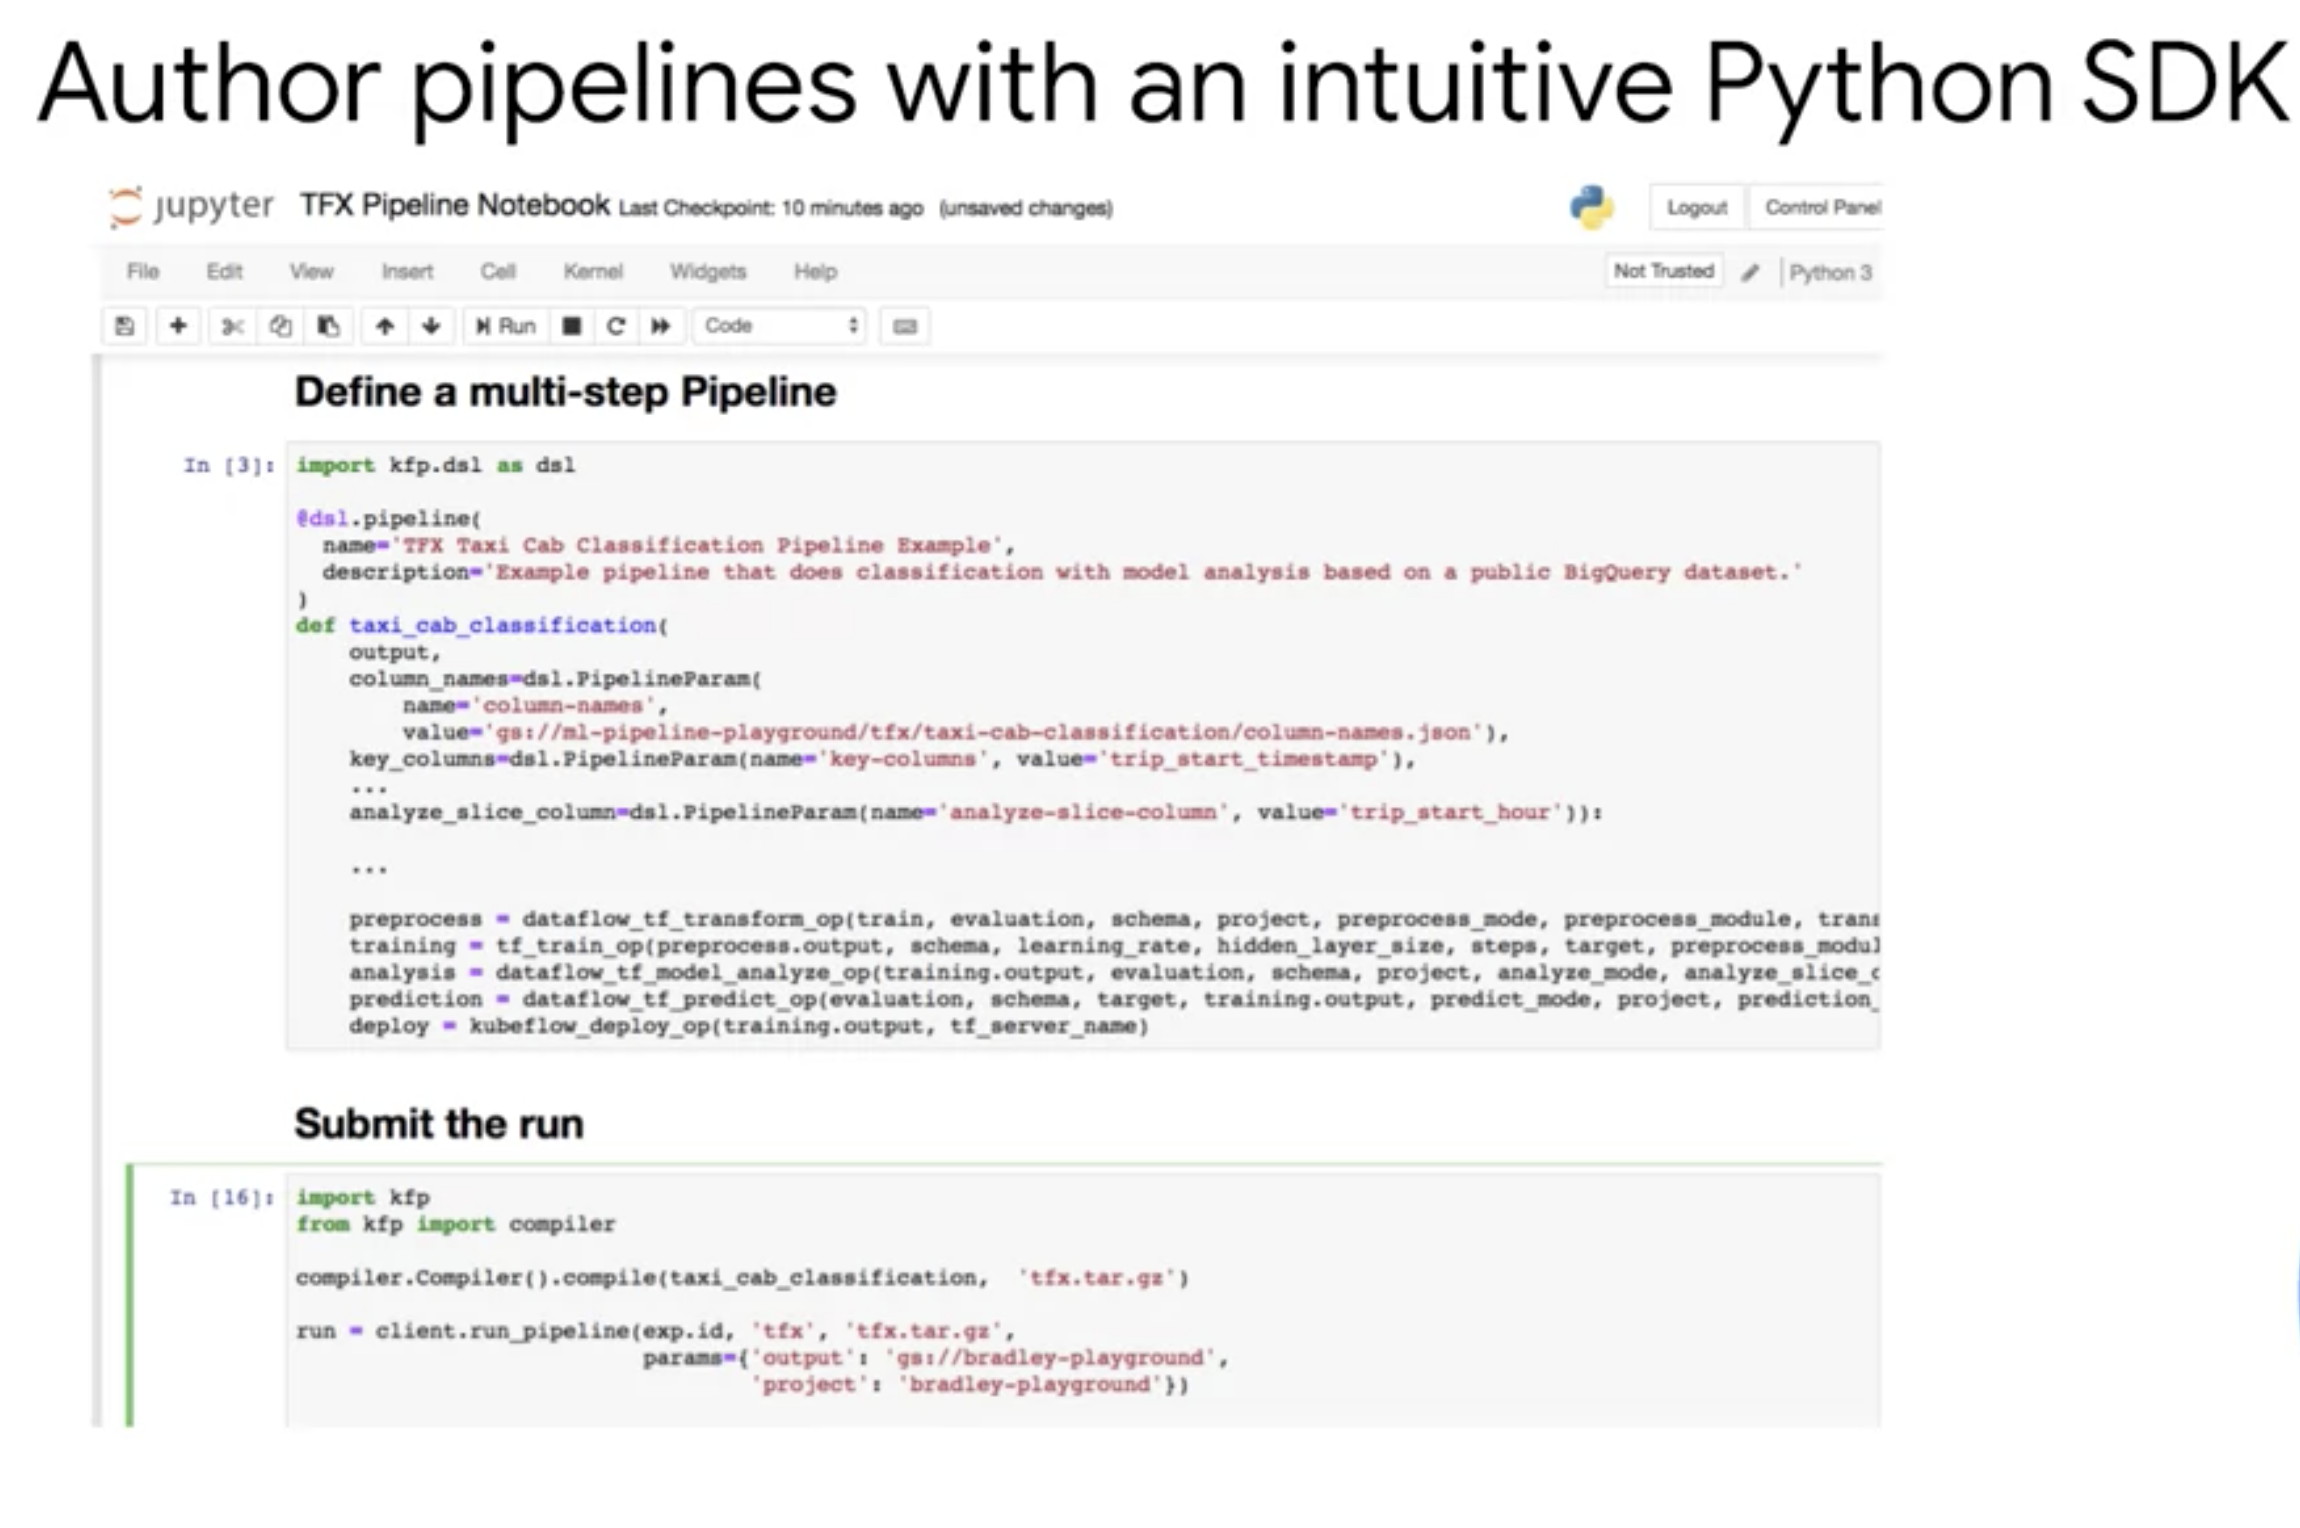 Author pipelines with an intuitive Python SDK
jupyter TFX Pipeline Notebook Last Checkpoint: 10 minutes ago (unsaved changes)
Logout Control Panel
File Edit View Insert Cell Kernel Widgets Help
Not Trusted Python 3
Run Code
Define a multi-step Pipeline
In [3]: import kfp.dsl as dsl
@dsl.pipeline(
name='TFX Taxi Cab Classification Pipeline Example',
description='Example pipeline that does classification with model analysis based on a public BigQuery dataset.'
)
def taxi_cab_classification(
output,
column_names=dsl.PipelineParam(
name='column-names',
value='gs://ml-pipeline-playground/tfx/taxi-cab-classification/column-names.json'),
key_columns=dsl.PipelineParam(name='key-columns', value='trip_start_timestamp'),
...
analyze_slice_column=dsl.PipelineParam(name='analyze-slice-column', value='trip_start_hour')):
...
preprocess = dataflow_tf_transform_op(train, evaluation, schema, project, preprocess_mode, preprocess_module, trans
training = tf_train_op(preprocess.output, schema, learning_rate, hidden_layer_size, steps, target, preprocess_modul
analysis = dataflow_tf_model_analyze_op(training.output, evaluation, schema, project, analyze_mode, analyze_slice_c
prediction = dataflow_tf_predict_op(evaluation, schema, target, training.output, predict_mode, project, prediction_
deploy = kubeflow_deploy_op(training.output, tf_server_name)
Submit the run
In [16]: import kfp
from kfp import compiler
compiler.Compiler().compile(taxi_cab_classification, 'tfx.tar.gz')
run = client.run_pipeline(exp.id, 'tfx', 'tfx.tar.gz',
params={'output': 'gs://bradley-playground',
'project': 'bradley-playground'})